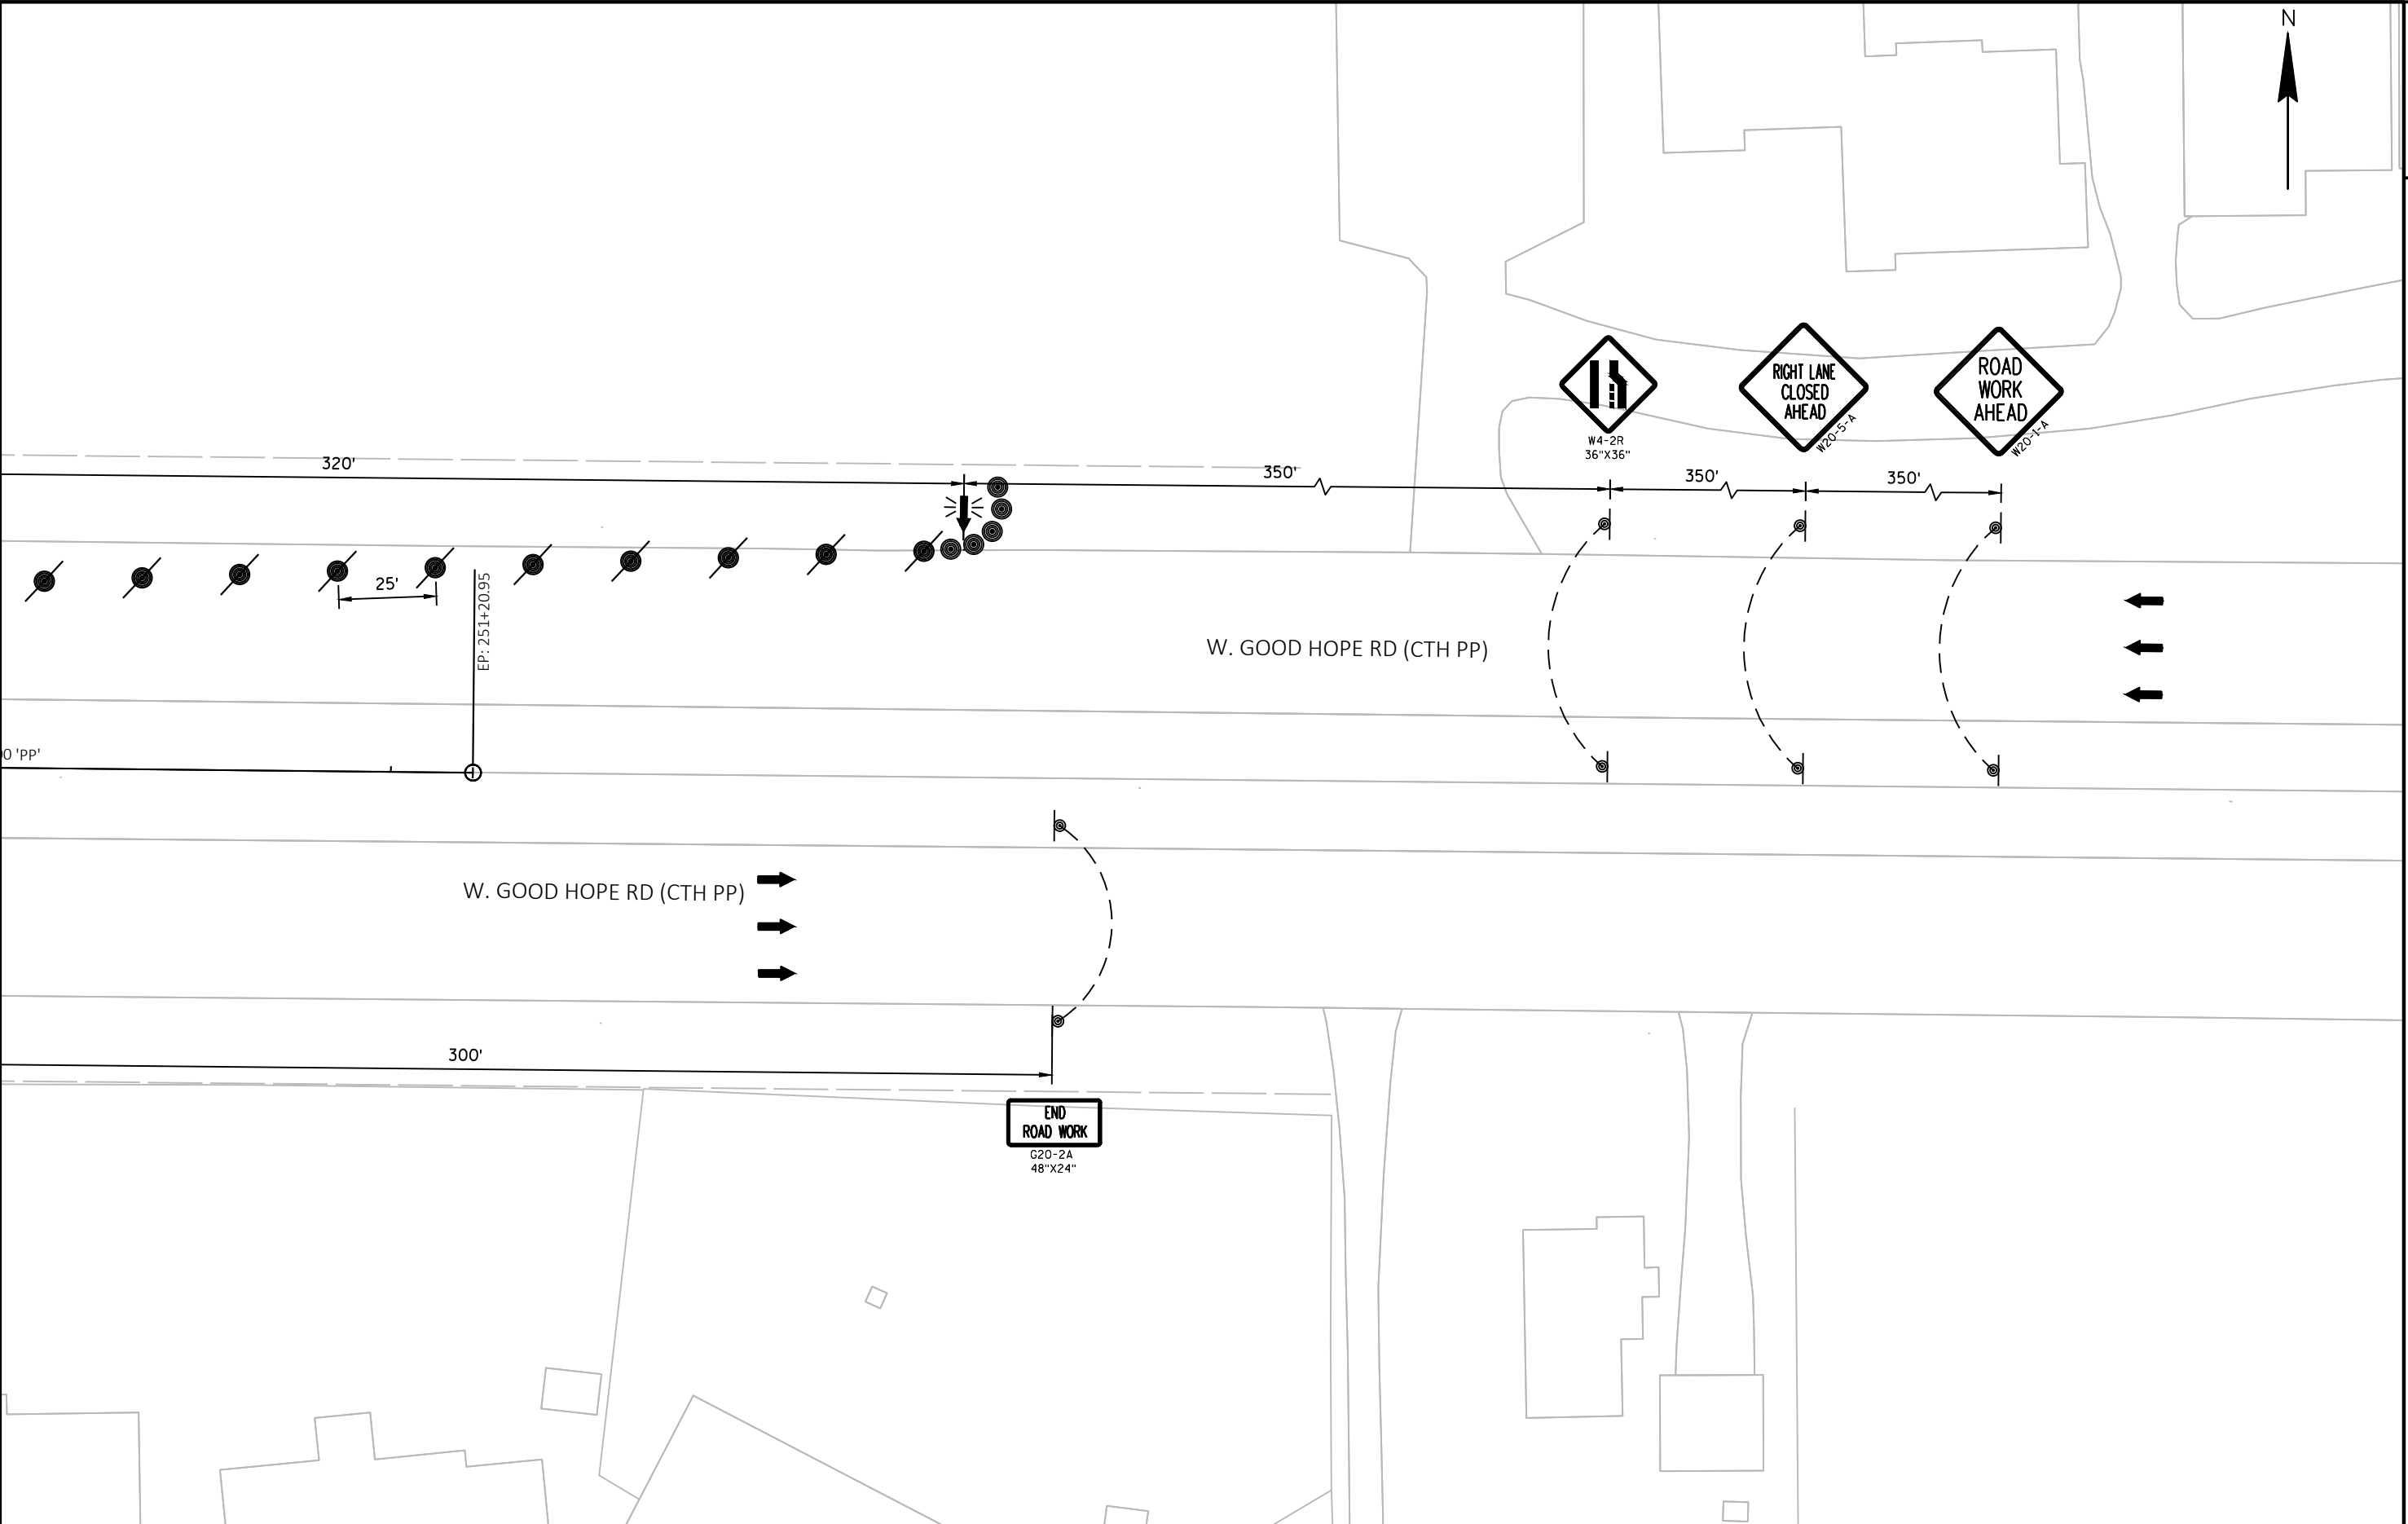 N
RIGHT LANE
CLOSED
AHEAD
W20-5-A
ROAD
WORK
AHEAD
W20-1-A
W4-2R
36"X36"
320'
350'
350'
350'
25'
EP: 251+20.95
W. GOOD HOPE RD (CTH PP)
0 'PP'
W. GOOD HOPE RD (CTH PP)
300'
END
ROAD WORK
G20-2A
48"X24"